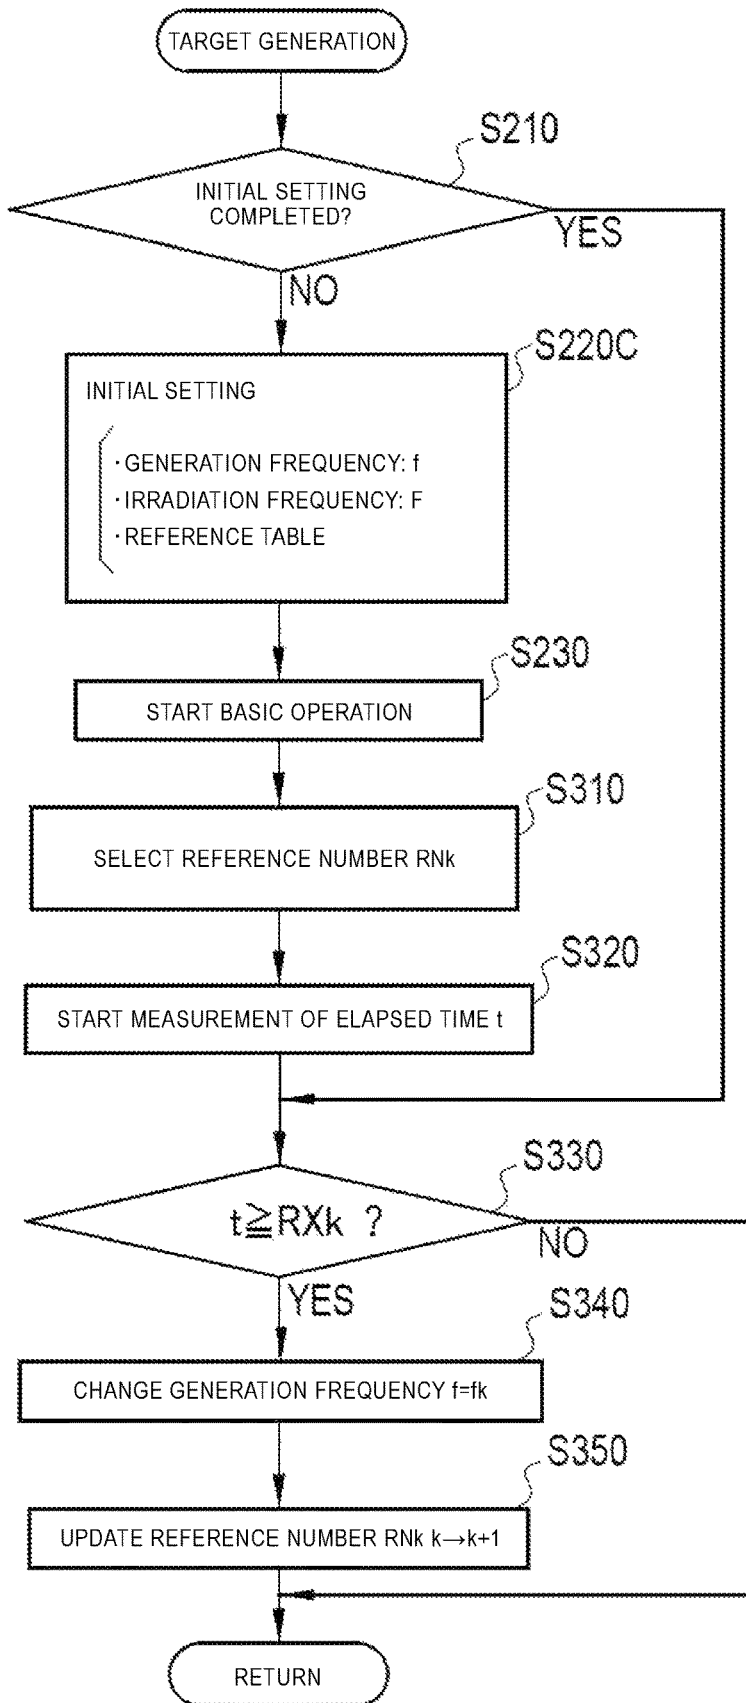 TARGET GENERATION
S210
INITIAL SETTING
COMPLETED?
YES
NO
S220C
INITIAL SETTING
・GENERATION FREQUENCY: f
・IRRADIATION FREQUENCY: F
・REFERENCE TABLE
S230
START BASIC OPERATION
S310
SELECT REFERENCE NUMBER RNk
S320
START MEASUREMENT OF ELAPSED TIME t
S330
t≧RXk ?
NO
YES
S340
CHANGE GENERATION FREQUENCY f=fk
S350
UPDATE REFERENCE NUMBER RNk k→k+1
RETURN